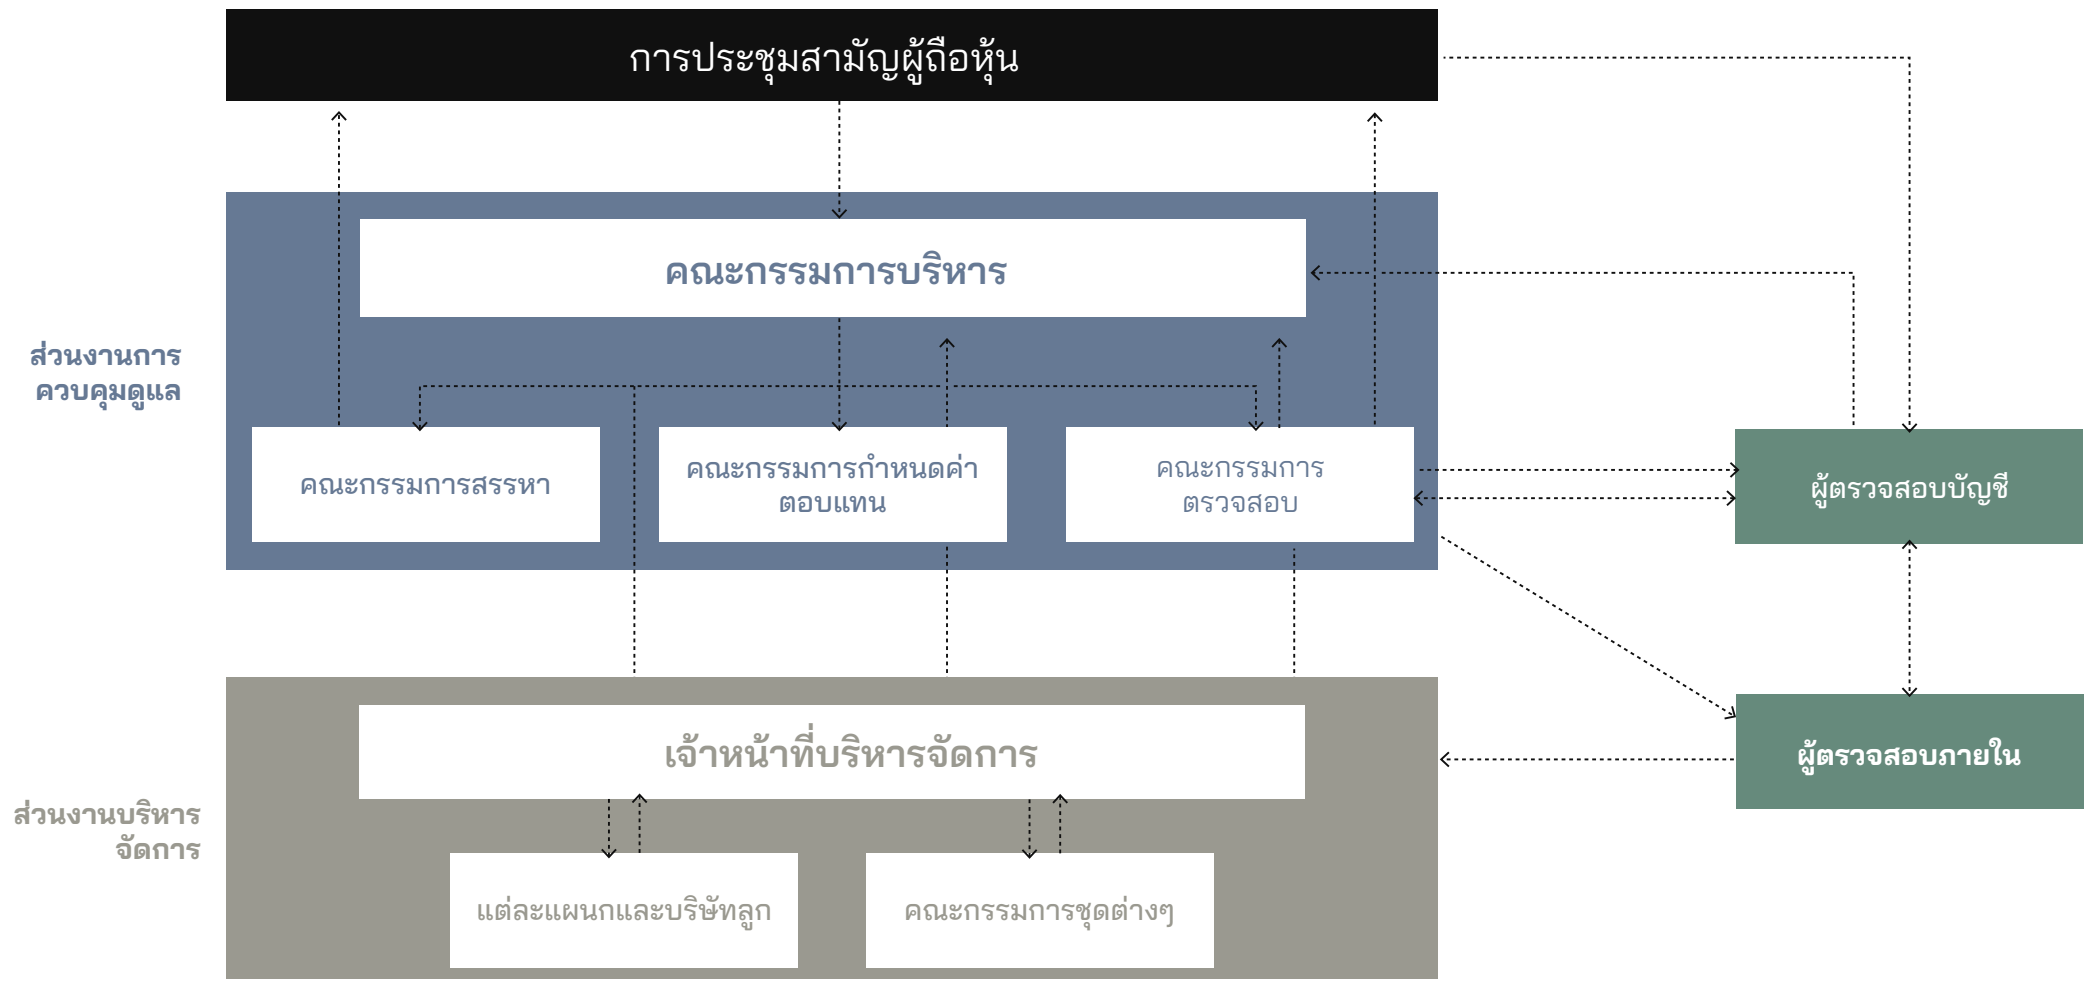 การประชุมสามัญผู้ถือหุ้น
คณะกรรมการบริหาร
ส่วนงานการ
ควบคุมดูแล
คณะกรรมการสรรหา
คณะกรรมการกำหนดค่า
ตอบแทน
คณะกรรมการ
ตรวจสอบ
ผู้ตรวจสอบบัญชี
เจ้าหน้าที่บริหารจัดการ
ผู้ตรวจสอบภายใน
ส่วนงานบริหาร
จัดการ
แต่ละแผนกและบริษัทลูก
คณะกรรมการชุดต่างๆ